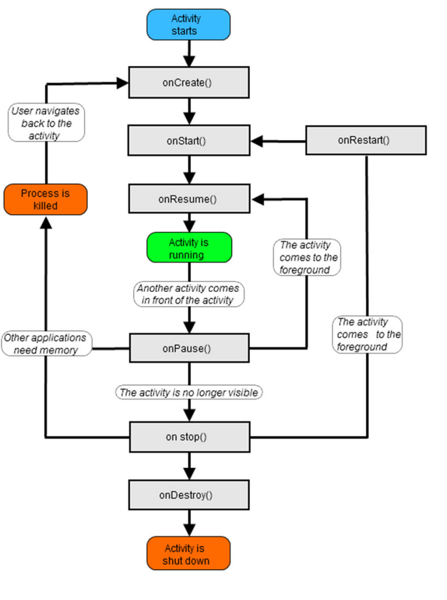 Activity
starts
onCreate()
User navigates
back to the
activity
onStart()
onRestart()
Process is
killed
onResume()
Activity is
running
The activity
comes to the
foreground
Another activity comes
in front of the activity
The activity
comes to the
foreground
Other applications
need memory
onPause()
The activity is no longer visible
on stop()
onDestroy()
Activity is
shut down